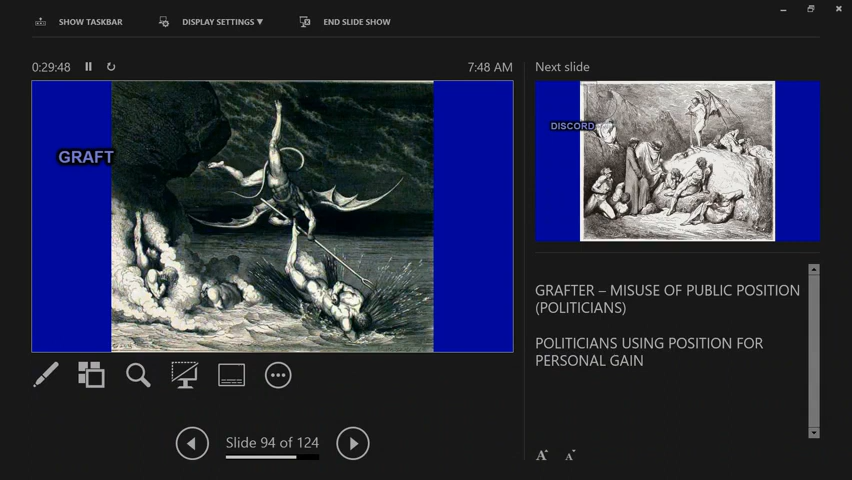 SHOW TASKBAR
DISPLAY SETTINGS ▼
END SLIDE SHOW
0:29:48
7:48 AM
Next slide
GRAFT
DISCORD
GRAFTER – MISUSE OF PUBLIC POSITION
(POLITICIANS)
POLITICIANS USING POSITION FOR
PERSONAL GAIN
Slide 94 of 124
A A